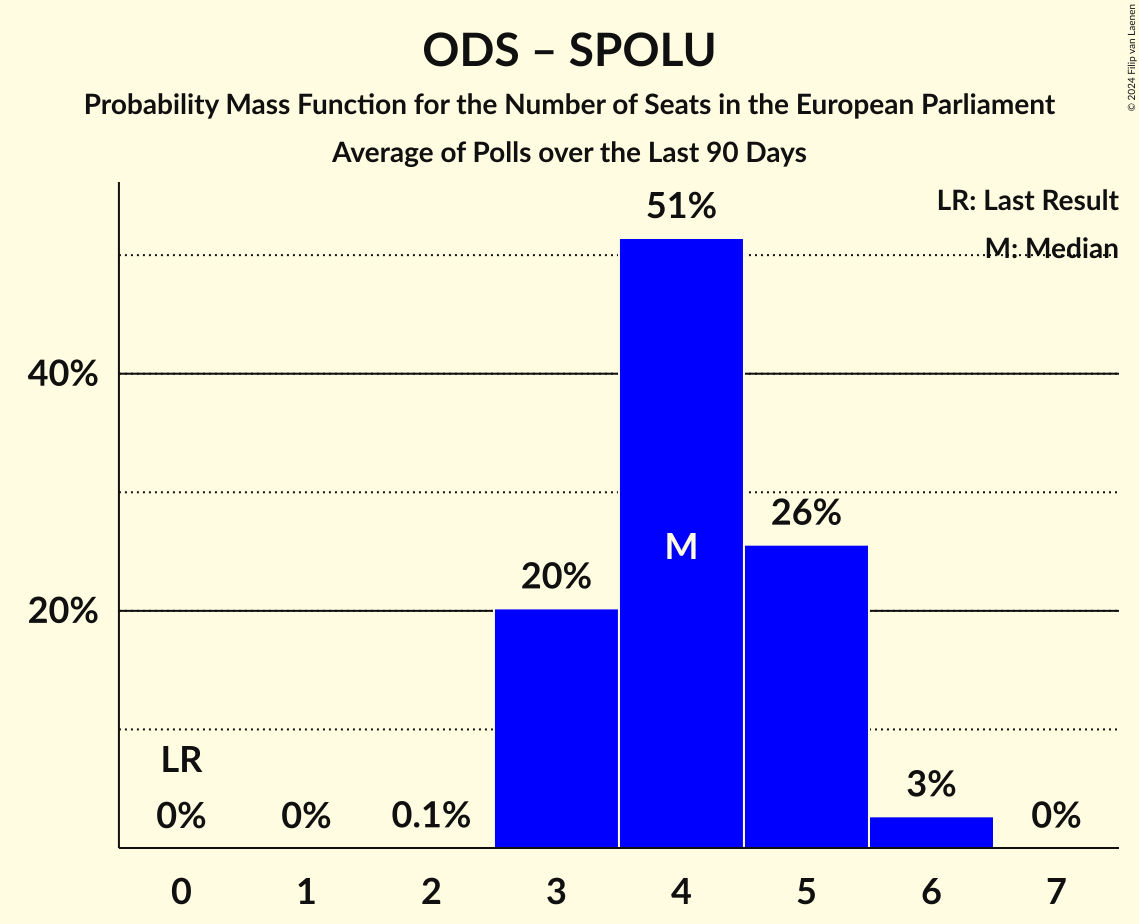 ODS – SPOLU
Probability Mass Function for the Number of Seats in the European Parliament
Average of Polls over the Last 90 Days
© 2024 Filip van Laenen
LR: Last Result
M: Median
51%
40%
26%
M
20%
20%
LR
3%
0%
0%
0.1%
0%
0 1 2 3 4 5 6 7